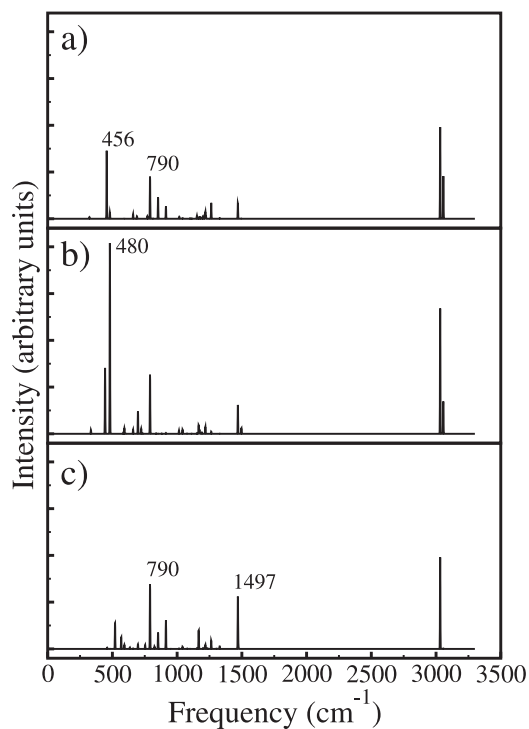 a)
456
790
b)
480
c)
790
1497
Intensity (arbitrary units)
0 500 1000 1500 2000 2500 3000 3500
Frequency (cm⁻¹)